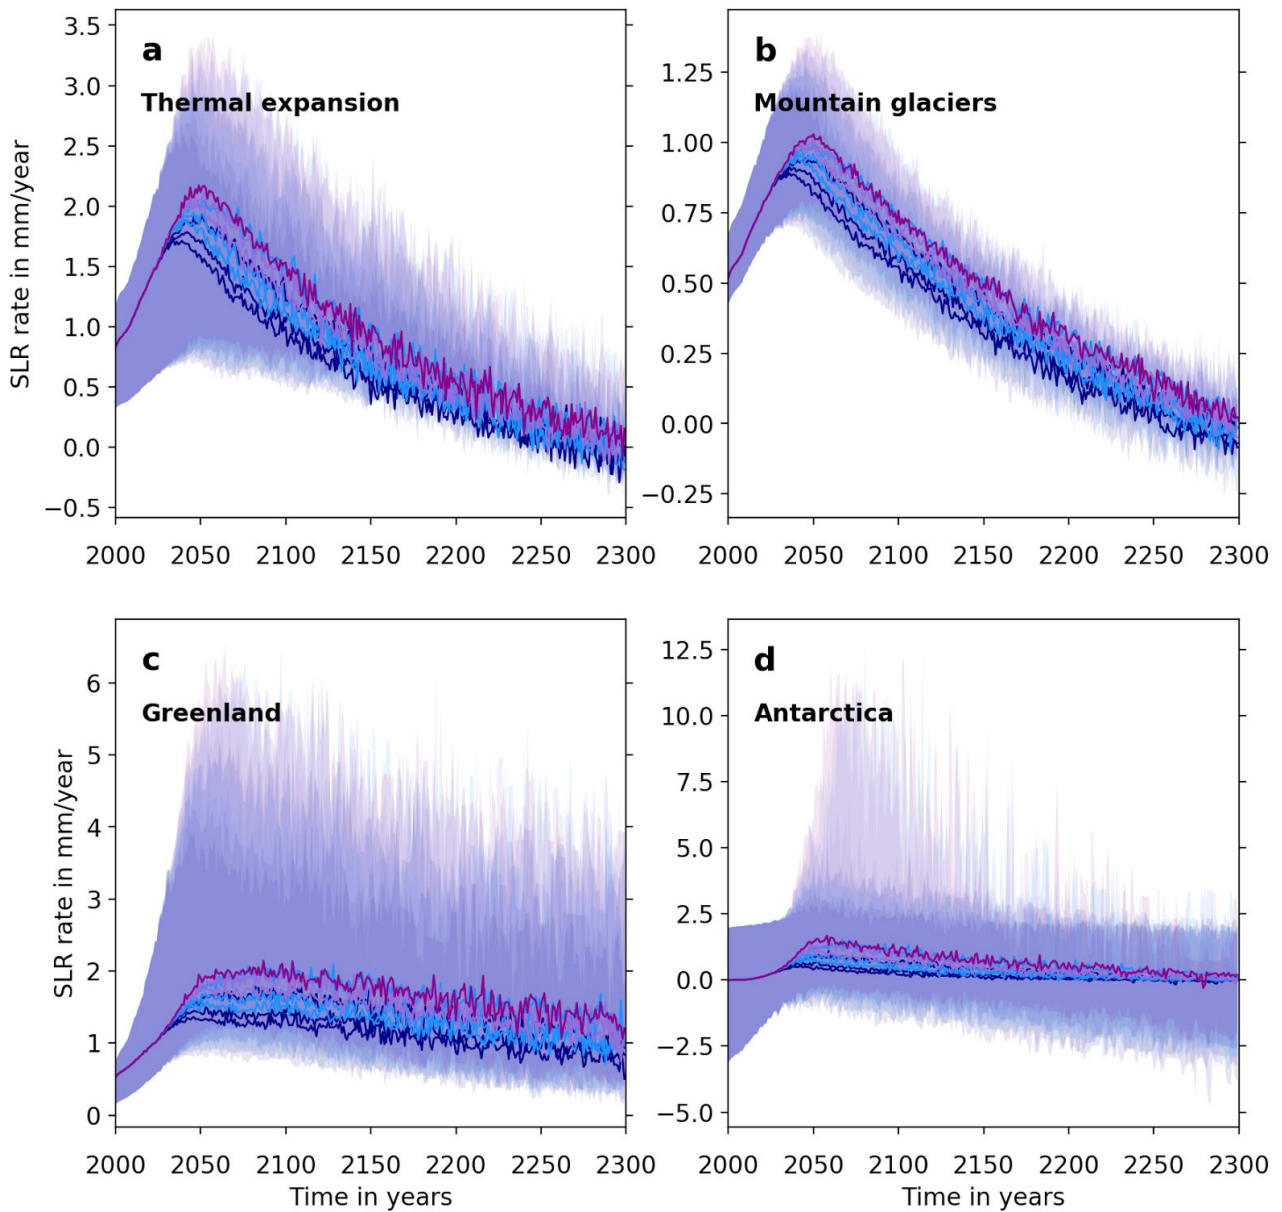 a
Thermal expansion
SLR rate in mm/year
3.5
3.0
2.5
2.0
1.5
1.0
0.5
0.0
−0.5
2000 2050 2100 2150 2200 2250 2300
b
Mountain glaciers
1.25
1.00
0.75
0.50
0.25
0.00
−0.25
2000 2050 2100 2150 2200 2250 2300
c
Greenland
SLR rate in mm/year
6
5
4
3
2
1
0
2000 2050 2100 2150 2200 2250 2300
Time in years
d
Antarctica
12.5
10.0
7.5
5.0
2.5
0.0
−2.5
−5.0
2000 2050 2100 2150 2200 2250 2300
Time in years